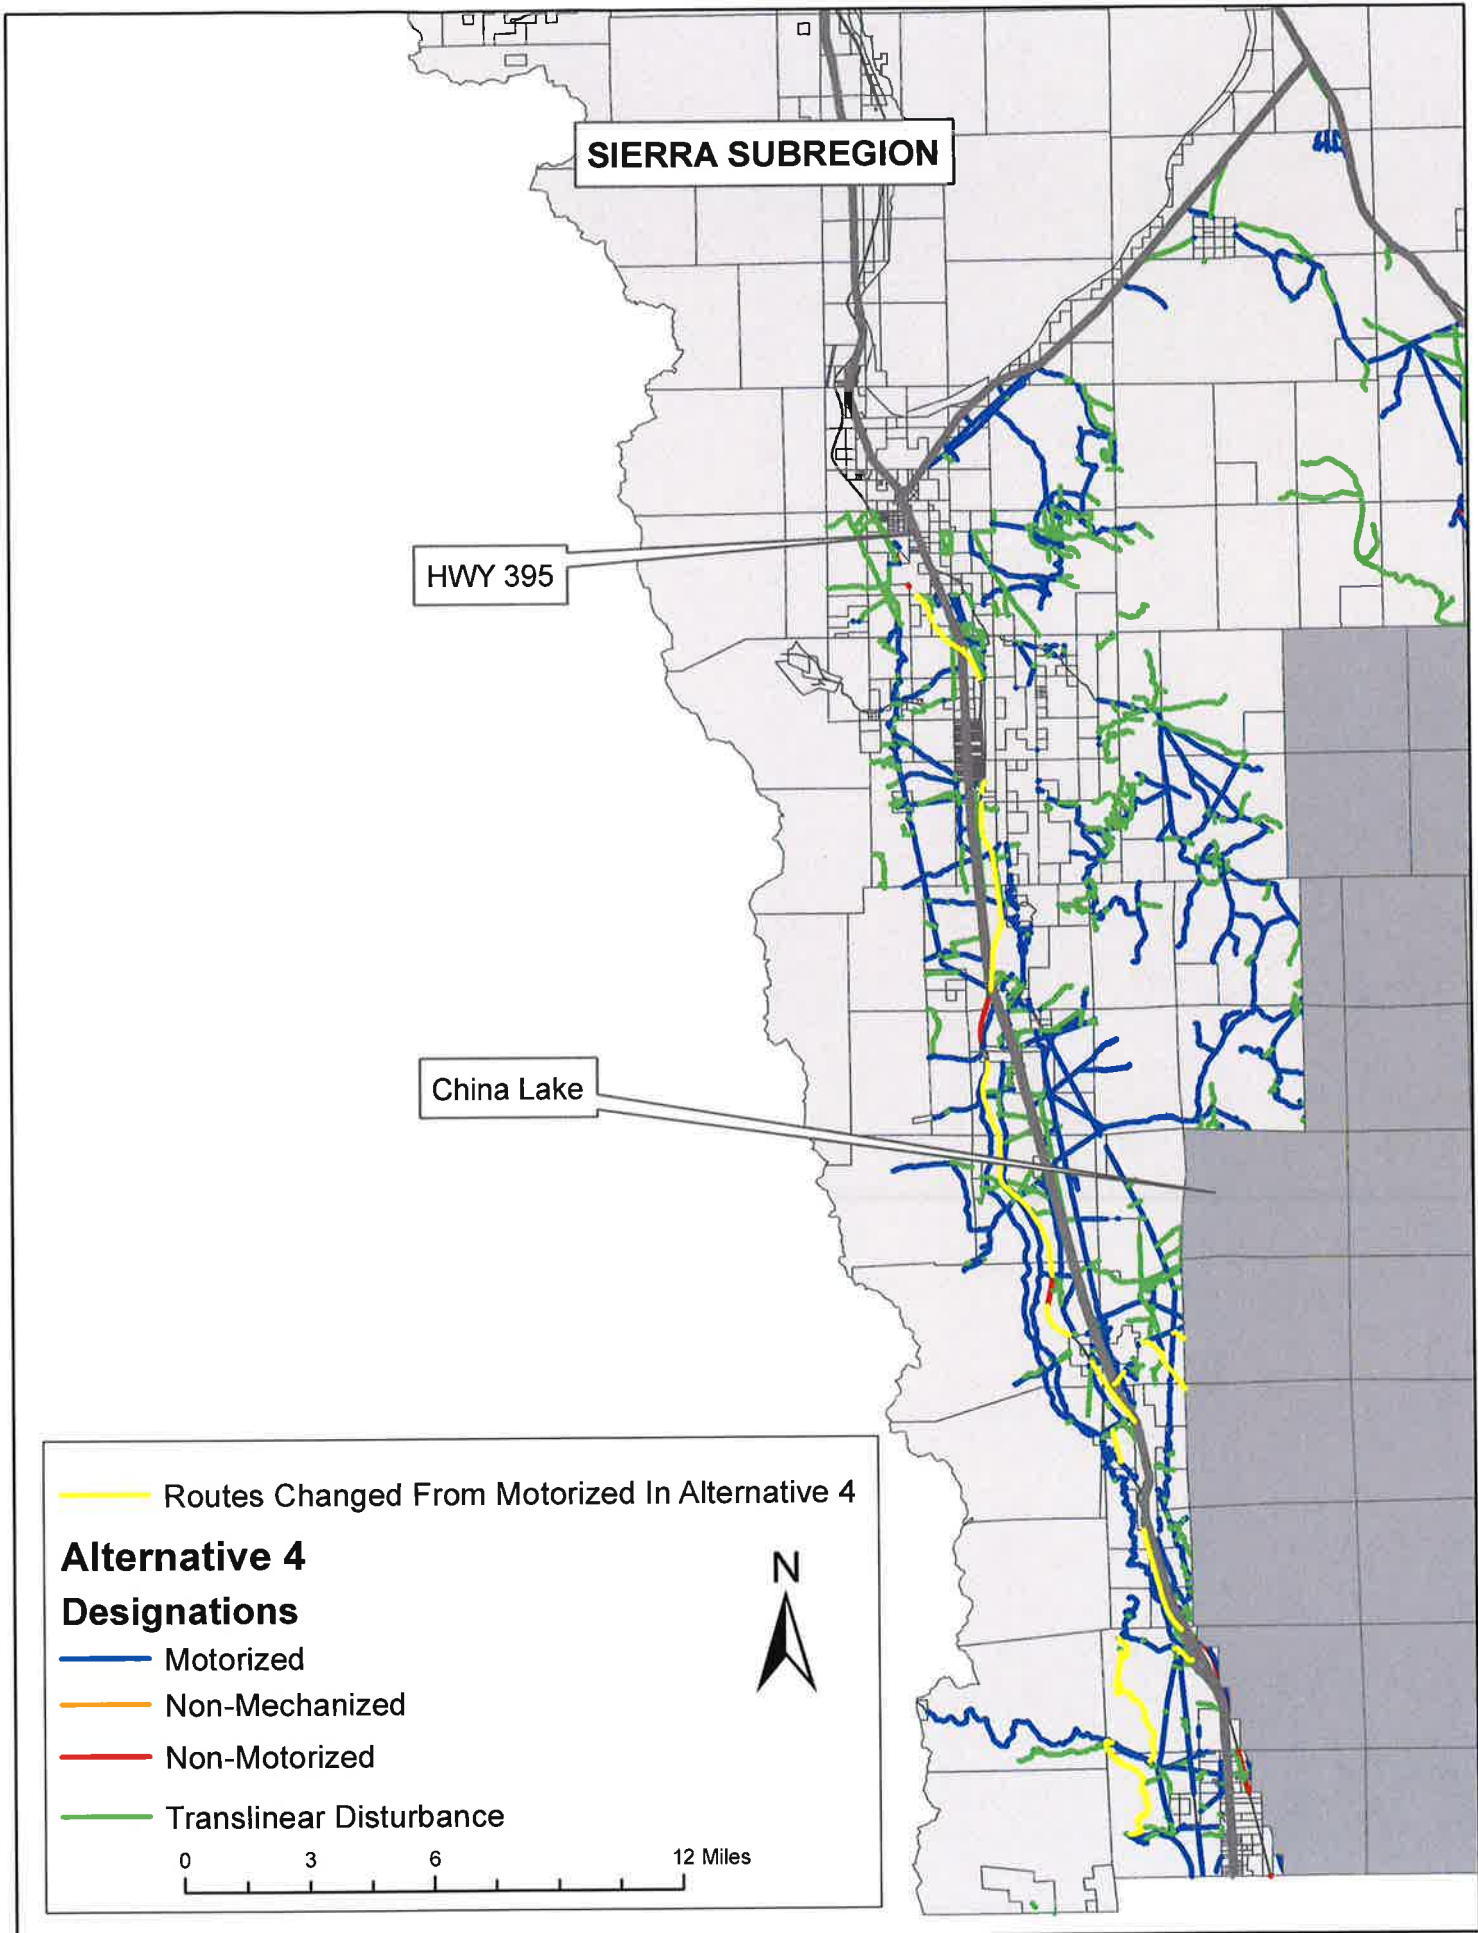 SIERRA SUBREGION
HWY 395
China Lake
Routes Changed From Motorized In Alternative 4
Alternative 4
Designations
Motorized
Non-Mechanized
Non-Motorized
Translinear Disturbance
N
0 3 6 12 Miles